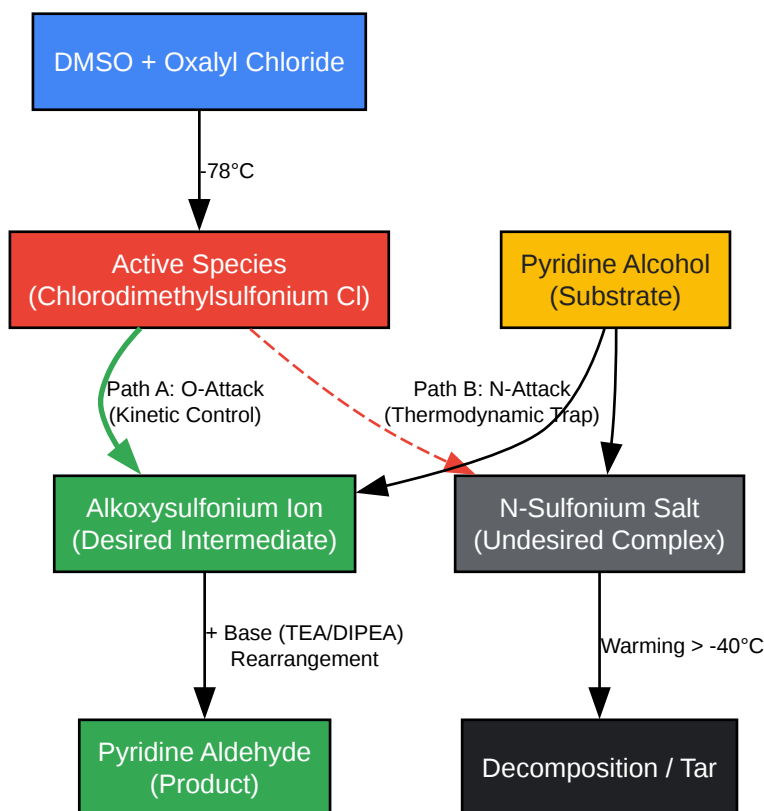 DMSO + Oxalyl Chloride
-78°C
Active Species
(Chlorodimethylsulfonium Cl)
Pyridine Alcohol
(Substrate)
Path A: O-Attack
(Kinetic Control)
Path B: N-Attack
(Thermodynamic Trap)
Alkoxysulfonium Ion
(Desired Intermediate)
N-Sulfonium Salt
(Undesired Complex)
+ Base (TEA/DIPEA)
Rearrangement
Warming > -40°C
Pyridine Aldehyde
(Product)
Decomposition / Tar